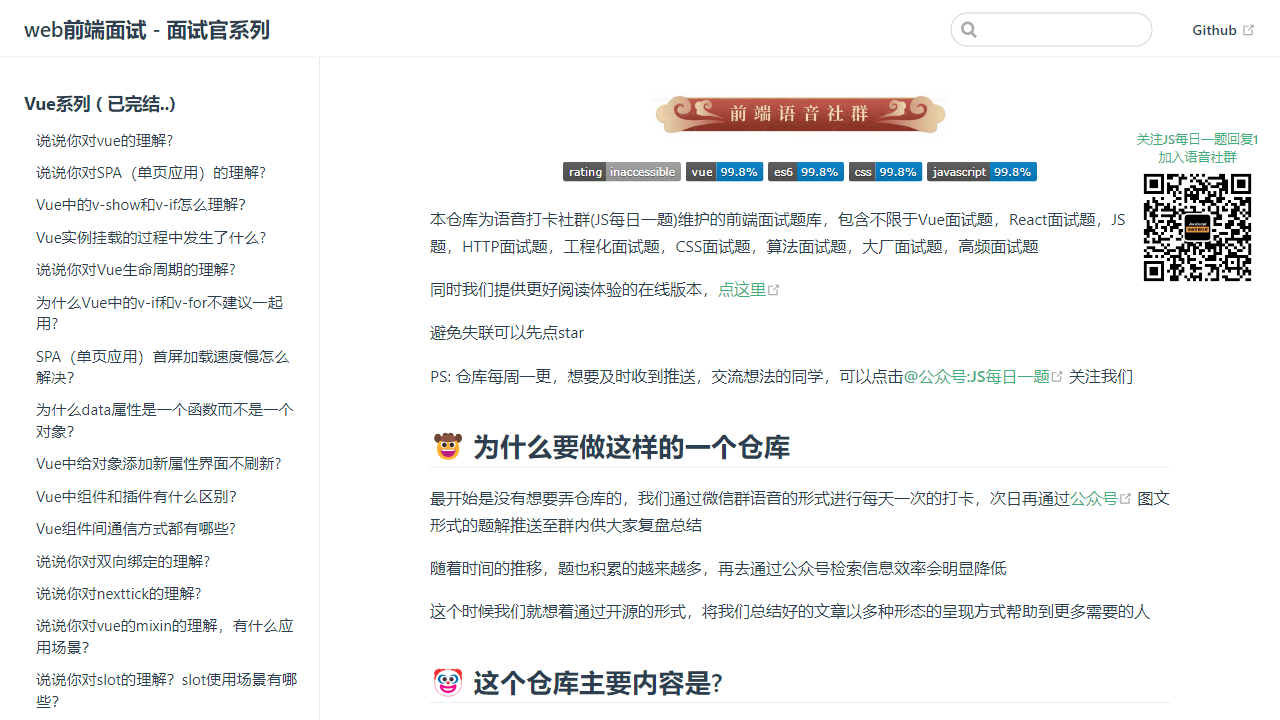 web前端面试 - 面试官系列
Github
Vue系列 ( 已完结..)
说说你对vue的理解?
说说你对SPA（单页应用）的理解?
Vue中的v-show和v-if怎么理解?
Vue实例挂载的过程中发生了什么?
说说你对Vue生命周期的理解?
为什么Vue中的v-if和v-for不建议一起
用?
SPA（单页应用）首屏加载速度慢怎么
解决?
为什么data属性是一个函数而不是一个
对象?
Vue中给对象添加新属性界面不刷新?
Vue中组件和插件有什么区别?
Vue组件间通信方式都有哪些?
说说你对双向绑定的理解?
说说你对nexttick的理解?
说说你对vue的mixin的理解，有什么应
用场景?
说说你对slot的理解？slot使用场景有哪
些?
前端语音社群
rating inaccessible vue 99.8% es6 99.8% css 99.8% javascript 99.8%
本仓库为语音打卡社群(JS每日一题)维护的前端面试题库，包含不限于Vue面试题，React面试题，JS
题，HTTP面试题，工程化面试题，CSS面试题，算法面试题，大厂面试题，高频面试题
同时我们提供更好阅读体验的在线版本，点这里
避免失联可以先点star
PS: 仓库每周一更，想要及时收到推送，交流想法的同学，可以点击@公众号:JS每日一题 关注我们
🤠 为什么要做这样的一个仓库
最开始是没有想要弄仓库的，我们通过微信群语音的形式进行每天一次的打卡，次日再通过公众号 图文
形式的题解推送至群内供大家复盘总结
随着时间的推移，题也积累的越来越多，再去通过公众号检索信息效率会明显降低
这个时候我们就想着通过开源的形式，将我们总结好的文章以多种形态的呈现方式帮助到更多需要的人
🤡 这个仓库主要内容是?
关注JS每日一题回复1
加入语音社群